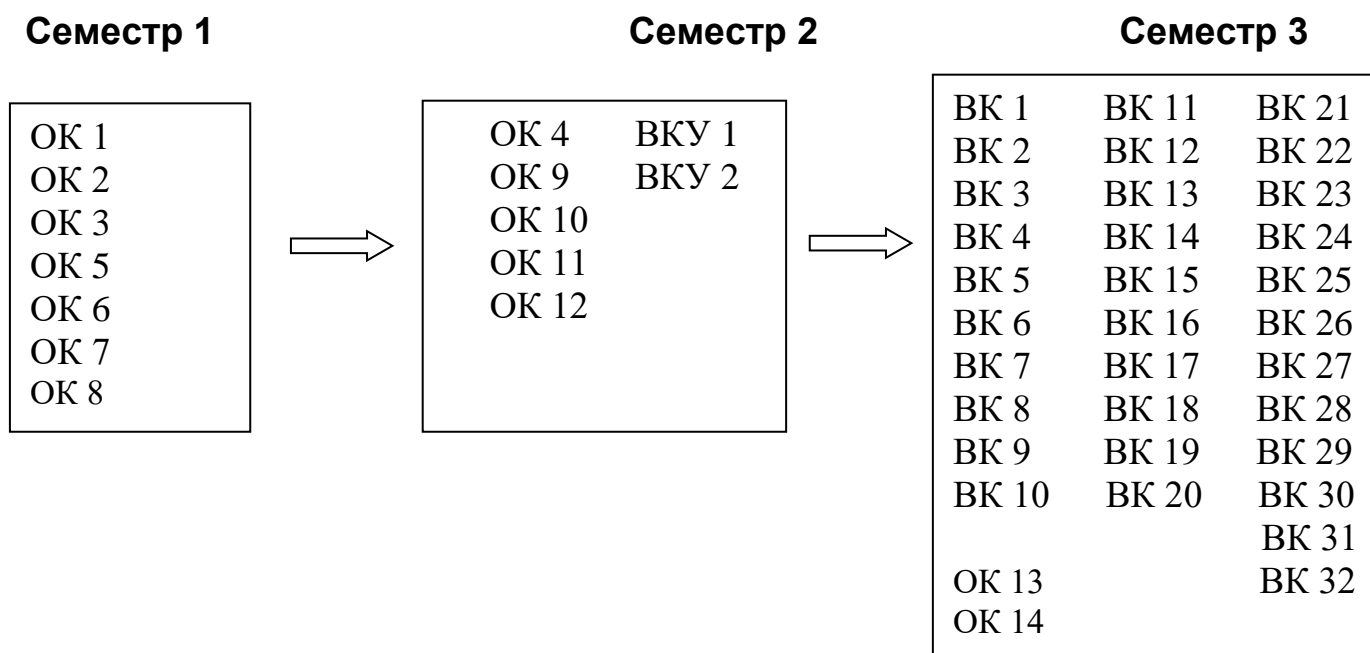 Семестр 1
ОК 1
ОК 2
ОК 3
ОК 5
ОК 6
ОК 7
ОК 8
Семестр 2
ОК 4 ВКУ 1
ОК 9 ВКУ 2
ОК 10
ОК 11
ОК 12
Семестр 3
ВК 1 ВК 11 ВК 21
ВК 2 ВК 12 ВК 22
ВК 3 ВК 13 ВК 23
ВК 4 ВК 14 ВК 24
ВК 5 ВК 15 ВК 25
ВК 6 ВК 16 ВК 26
ВК 7 ВК 17 ВК 27
ВК 8 ВК 18 ВК 28
ВК 9 ВК 19 ВК 29
ВК 10 ВК 20 ВК 30
ВК 31
ОК 13 ВК 32
ОК 14